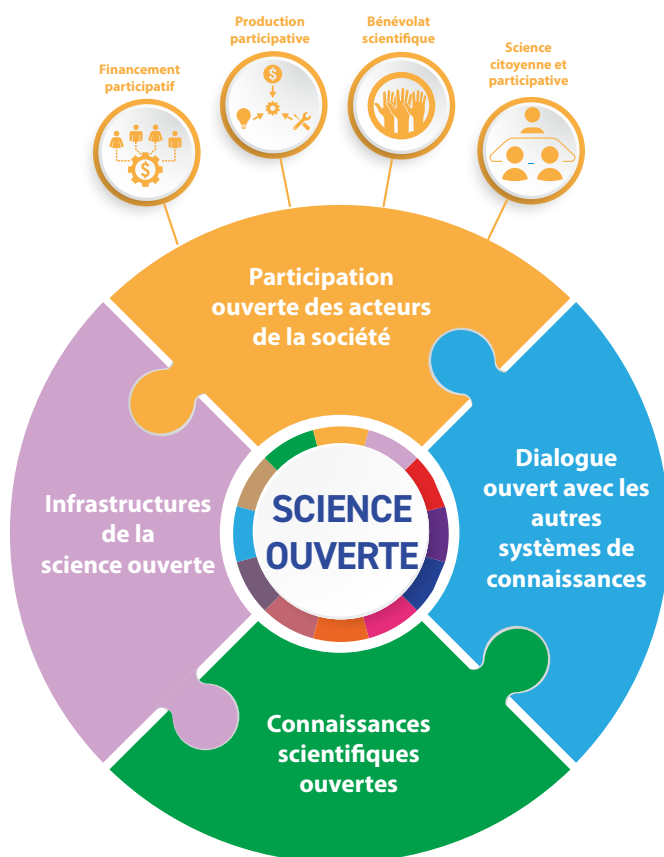 Financement
participatif
Production
participative
Bénévolat
scientifique
Science
citoyenne et
participative
Participation
ouverte des acteurs
de la société
Infrastructures
de la
science ouverte
SCIENCE
OUVERTE
Dialogue
ouvert avec les
autres
systèmes de
connaissances
Connaissances
scientifiques
ouvertes